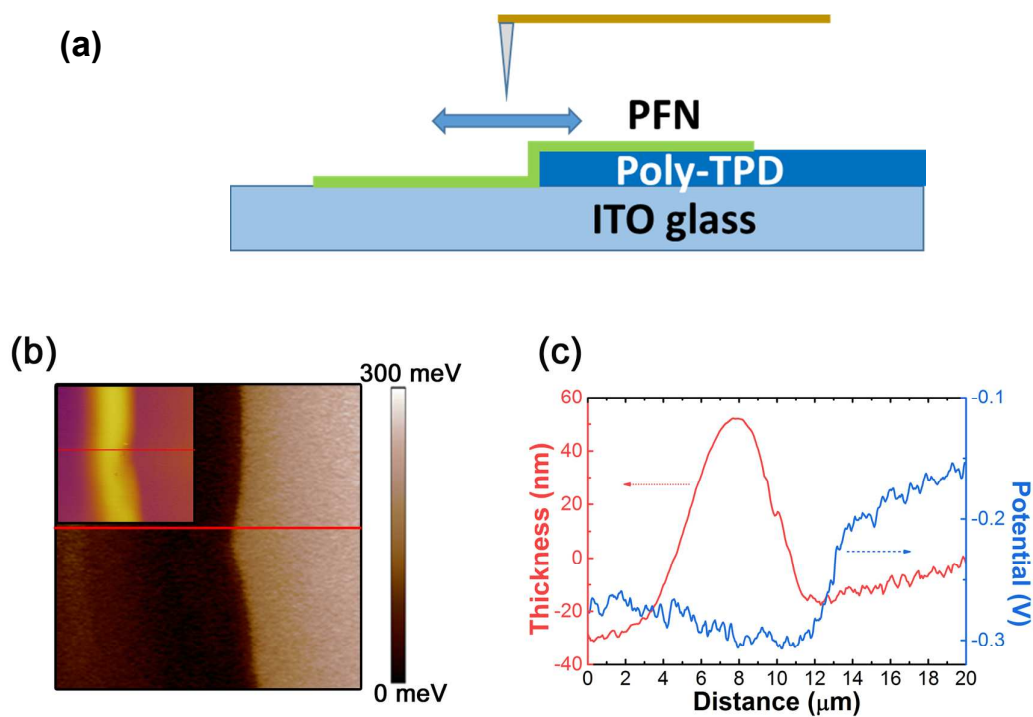 (a)
PFN
Poly-TPD
ITO glass
(b)
300 meV
0 meV
(c)
60
40
20
0
-20
-40
Thickness (nm)
-0.1
-0.2
-0.3
Potential (V)
0 2 4 6 8 10 12 14 16 18 20
Distance (μm)